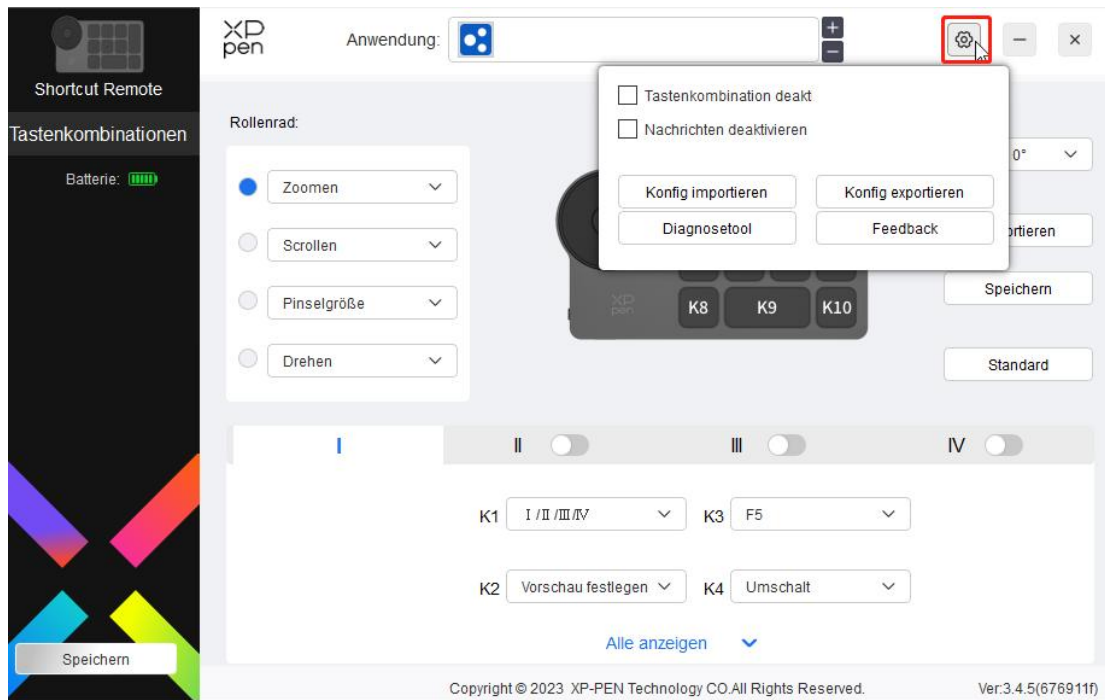 XP
pen
Anwendung:
Shortcut Remote
Tastenkombinationen
Batterie:
Tastenkombination deakt
Nachrichten deaktivieren
Konfig importieren
Konfig exportieren
Diagnosetool
Feedback
Rollenrad:
Zoomen
Scrollen
Pinselgröße
Drehen
XP
pen
K8
K9
K10
0°
rtieren
Speichern
Standard
I
II
III
IV
K1
I /II /III/IV
K3
F5
K2
Vorschau festlegen
K4
Umschalt
Alle anzeigen
Speichern
Copyright © 2023 XP-PEN Technology CO.All Rights Reserved.
Ver:3.4.5(676911f)